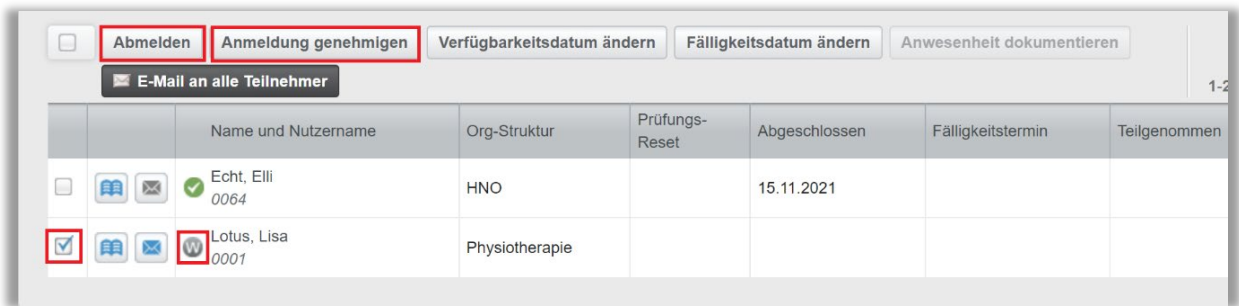 Abmelden Anmeldung genehmigen Verfügbarkeitsdatum ändern Fälligkeitsdatum ändern Anwesenheit dokumentieren
E-Mail an alle Teilnehmer 1-2
Name und Nutzername Org-Struktur Prüfungs-Reset Abgeschlossen Fälligkeitstermin Teilgenommen
Echt, Elli
0064 HNO 15.11.2021
W Lotus, Lisa
0001 Physiotherapie